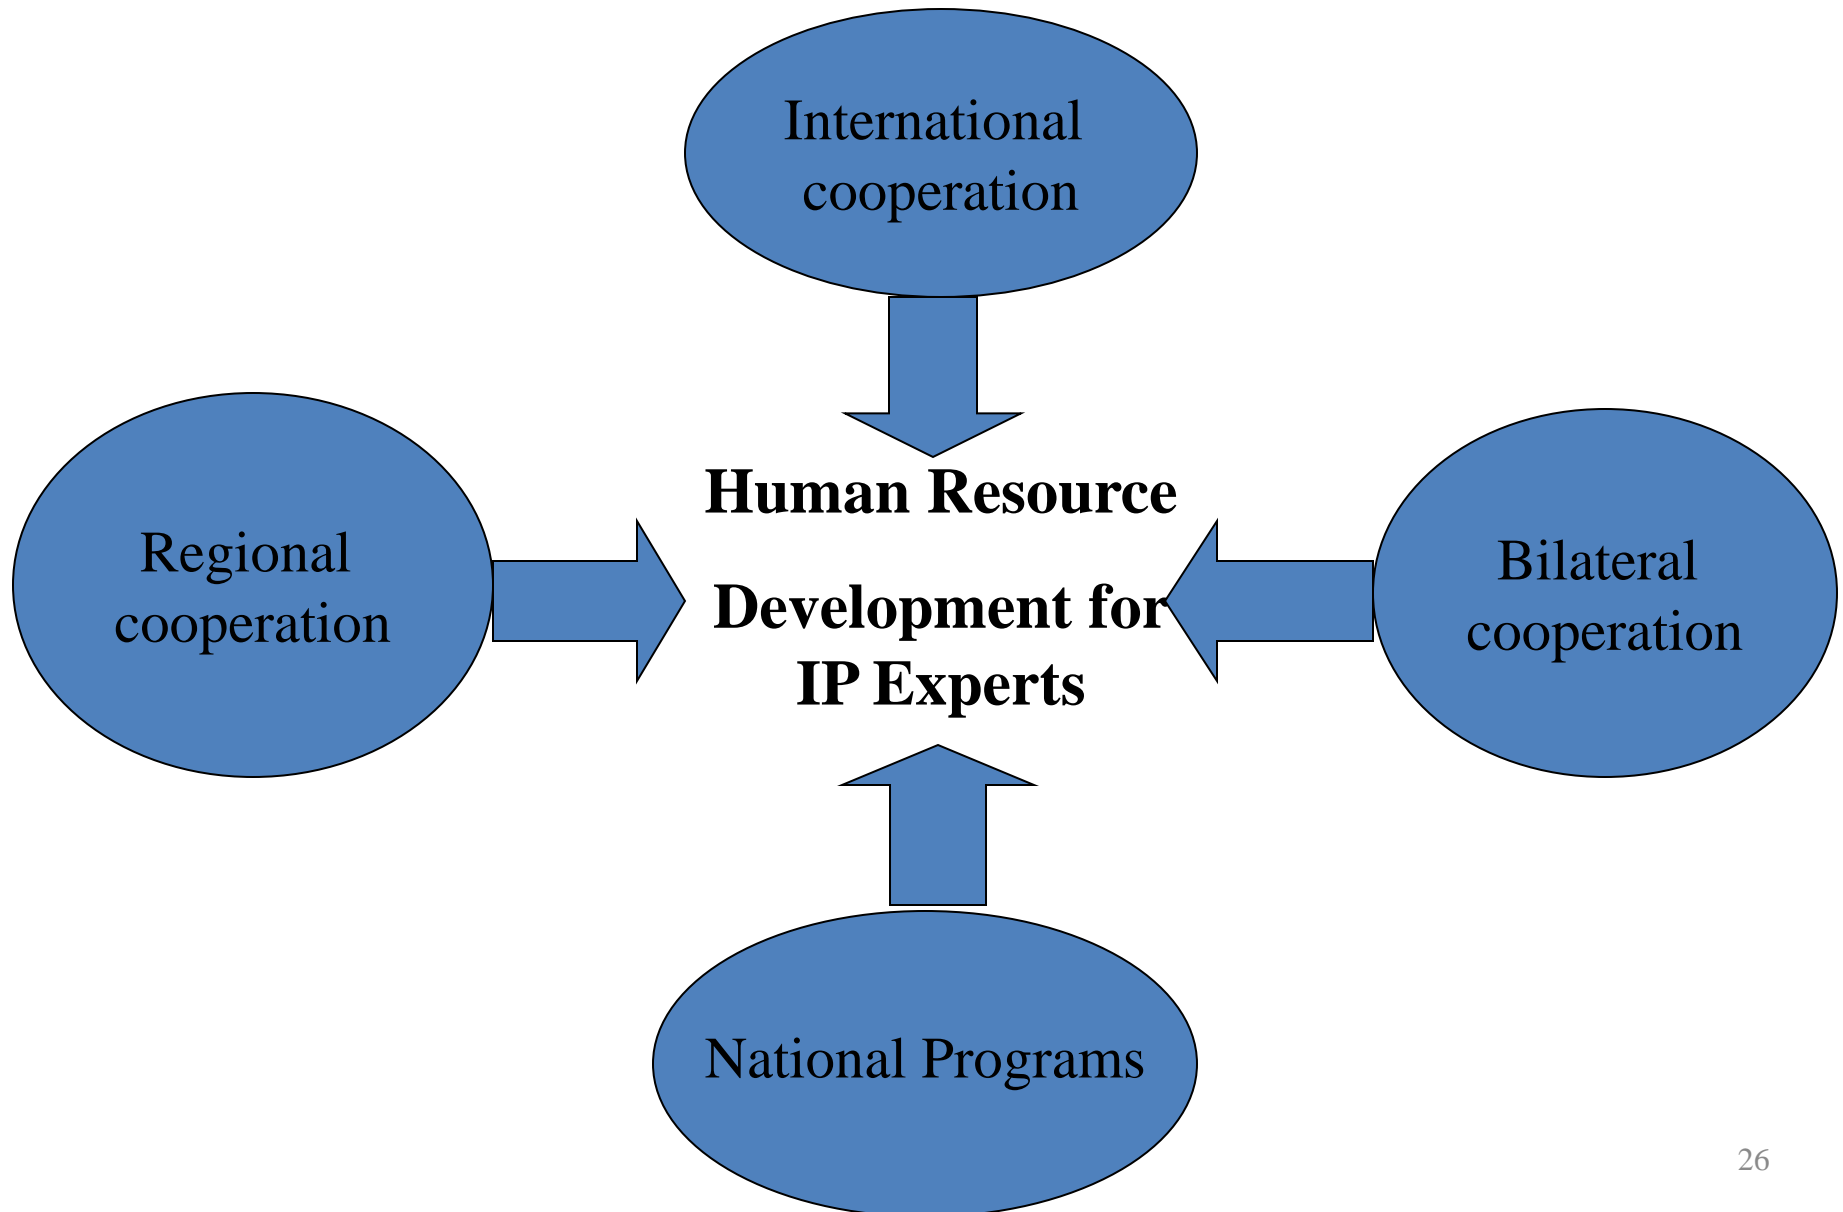 International
cooperation
Human Resource
Development for
IP Experts
Regional
cooperation
Bilateral
cooperation
National Programs
26